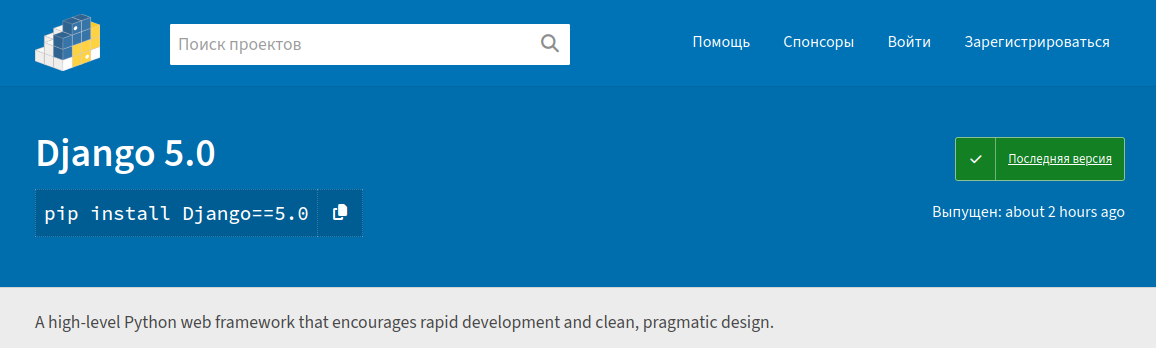 Поиск проектов
Помощь Спонсоры Войти Зарегистрироваться
Django 5.0
Последняя версия
pip install Django==5.0
Выпущен: about 2 hours ago
A high-level Python web framework that encourages rapid development and clean, pragmatic design.